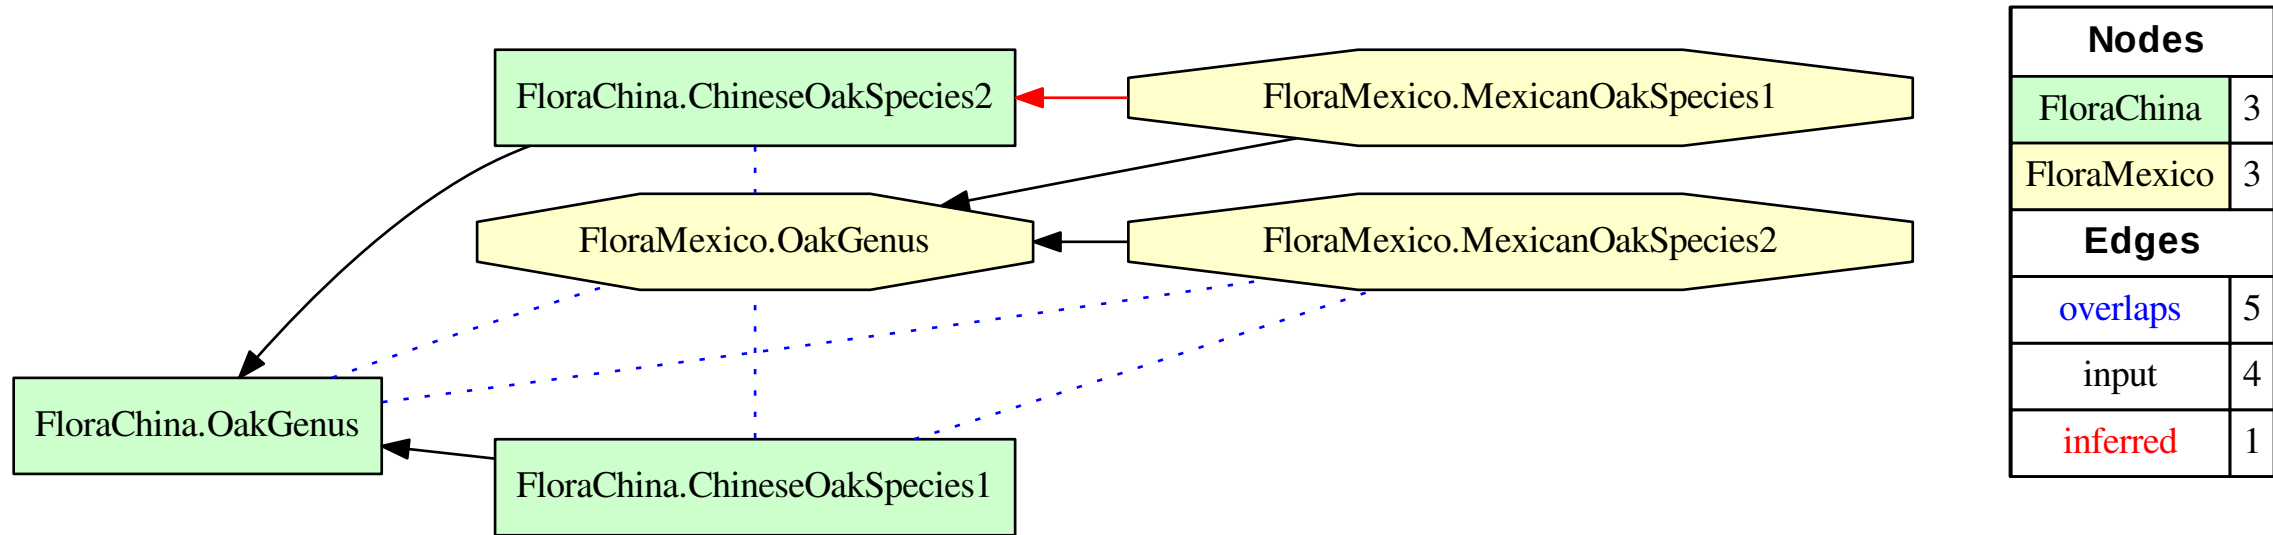 FloraChina.ChineseOakSpecies2
FloraMexico.MexicanOakSpecies1
FloraMexico.OakGenus
FloraMexico.MexicanOakSpecies2
FloraChina.OakGenus
FloraChina.ChineseOakSpecies1
Nodes
FloraChina 3
FloraMexico 3
Edges
overlaps 5
input 4
inferred 1